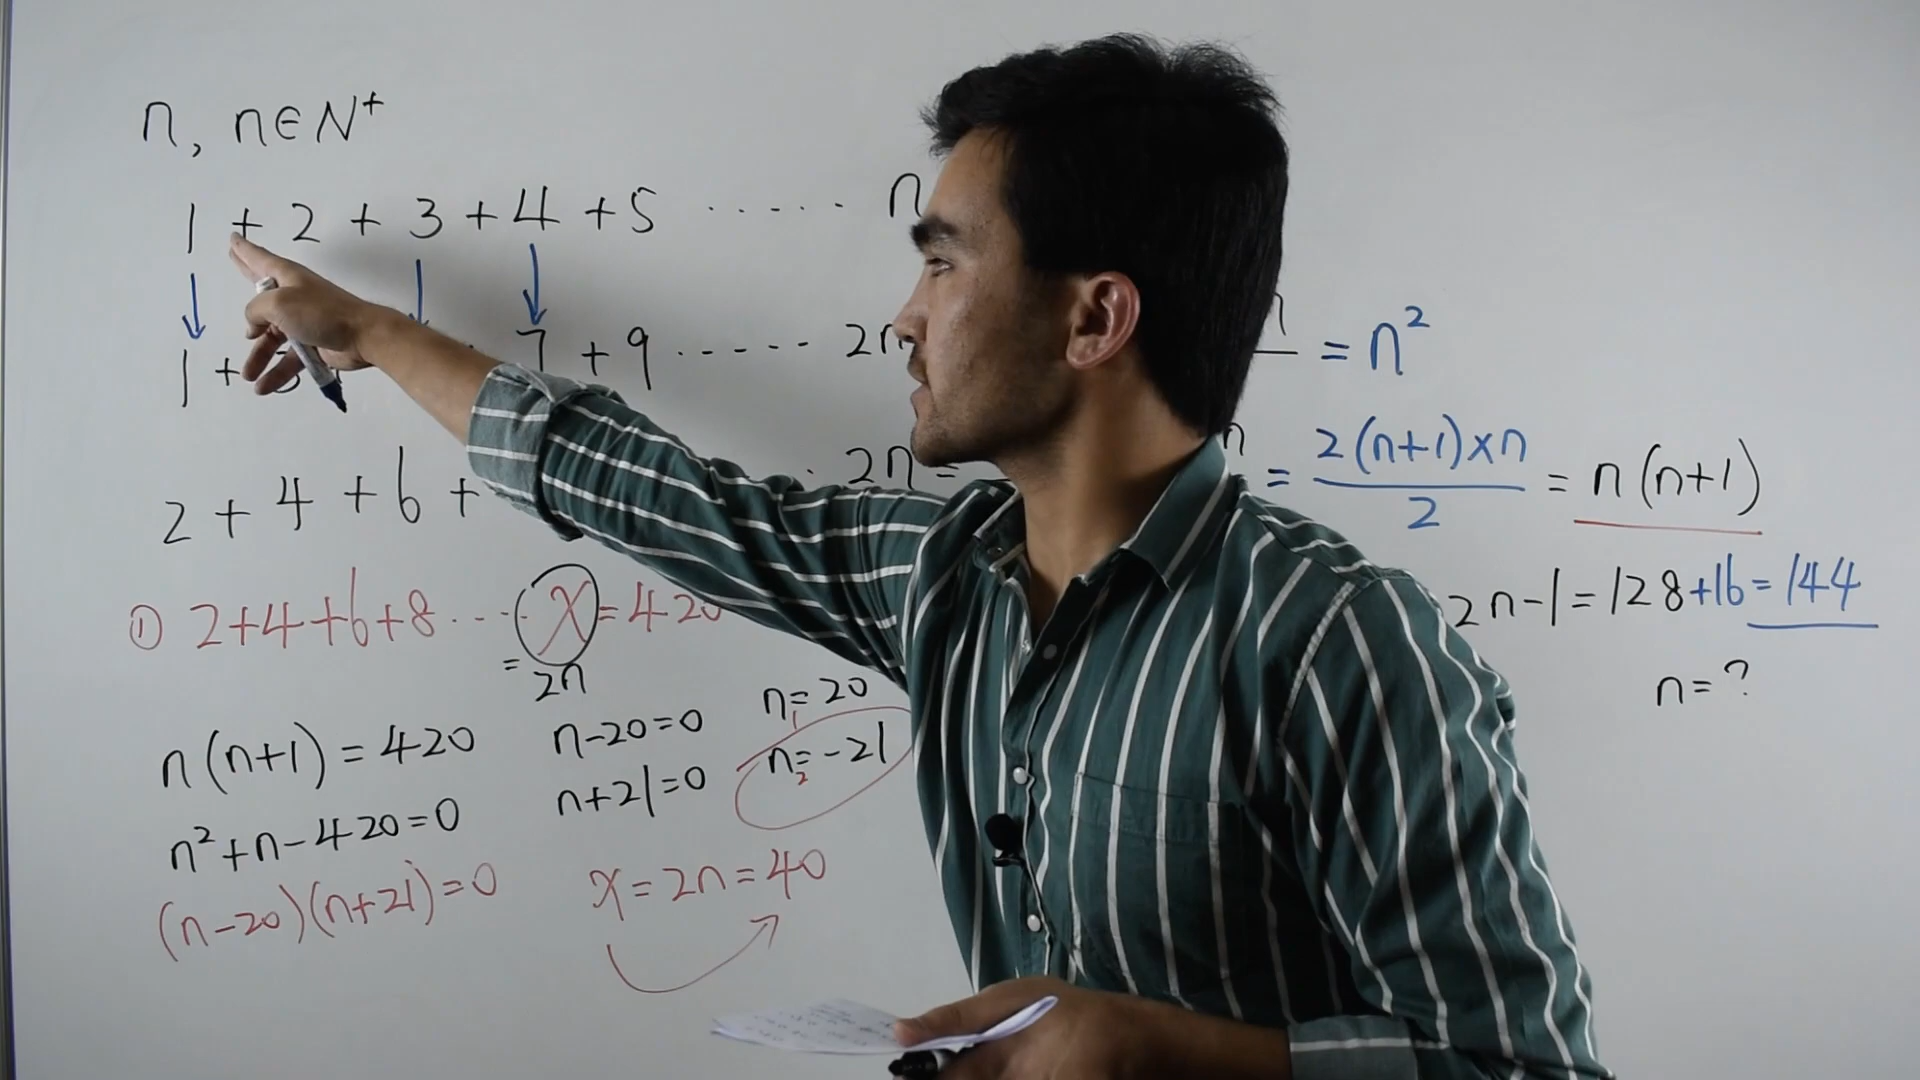 n, n∈N⁺
1 + 2 + 3 + 4 + 5 ····· n
1 + 3 7 + 9 ····· 2n = n²
2 + 4 + 6 + · 2n = n = 2(n+1)×n / 2 = n(n+1)
① 2+4+6+8 ··· x = 420
= 2n
2n-1 = 128+16 = 144
n = ?
n(n+1) = 420
n²+n-420=0
(n-20)(n+21)=0
n-20=0
n+21=0
n₁= 20
n₂= -21
x = 2n = 40